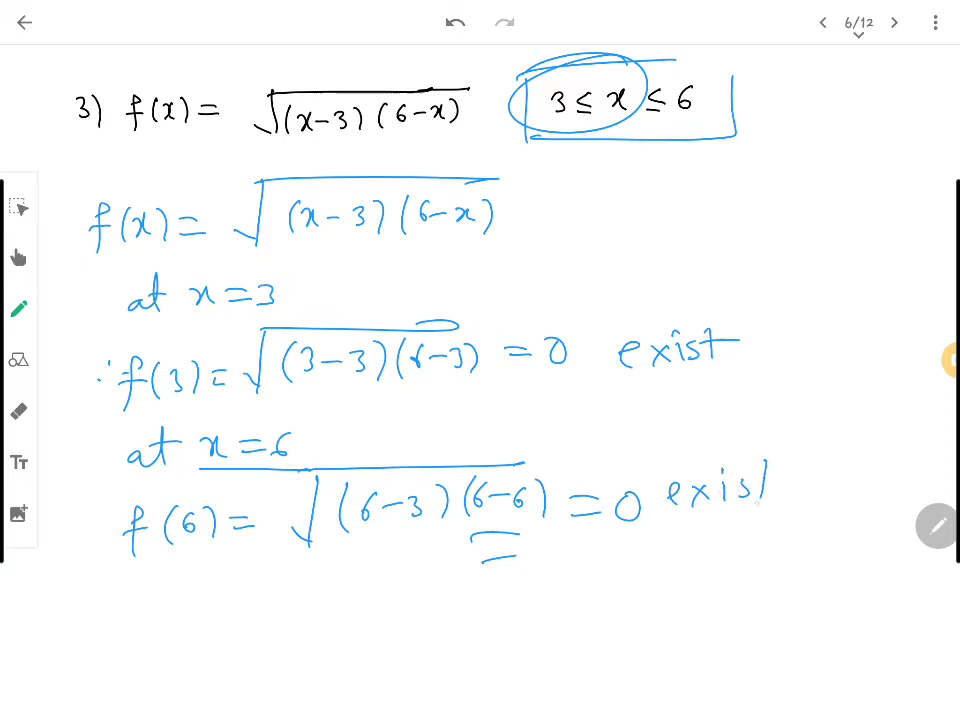 6/12
3) f(x) = √(x-3)(6-x) 3 ≤ x ≤ 6
f(x) = √(x-3)(6-x)
at x=3
∴ f(3) = √(3-3)(6-3) = 0 exist
at x=6
f(6) = √(6-3)(6-6) = 0 exist
Tт